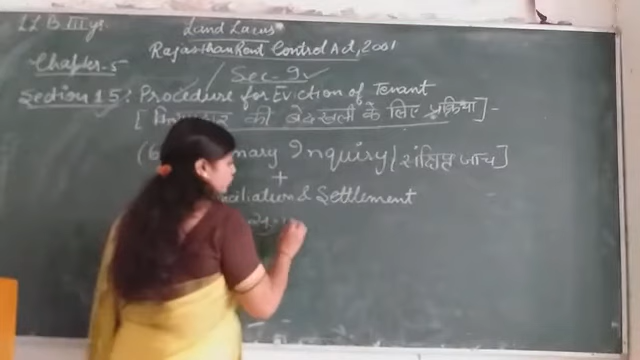 LL B III yr. Land Laws
Rajasthan Rent Control Act, 2001
Chapter-5
Sec-9
Section 15: Procedure for Eviction of Tenant
की बेदखली के लिए प्रक्रिया] -
(6 mary Inquiry [संक्षिप्त जांच]
+
ciliation & Settlement